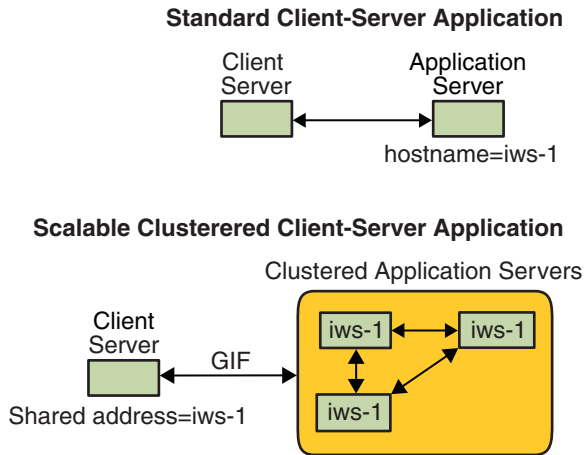 Standard Client-Server Application
Client
Server
Application
Server
hostname=iws-1
Scalable Clusterered Client-Server Application
Clustered Application Servers
Client
Server
GIF
Shared address=iws-1
iws-1
iws-1
iws-1